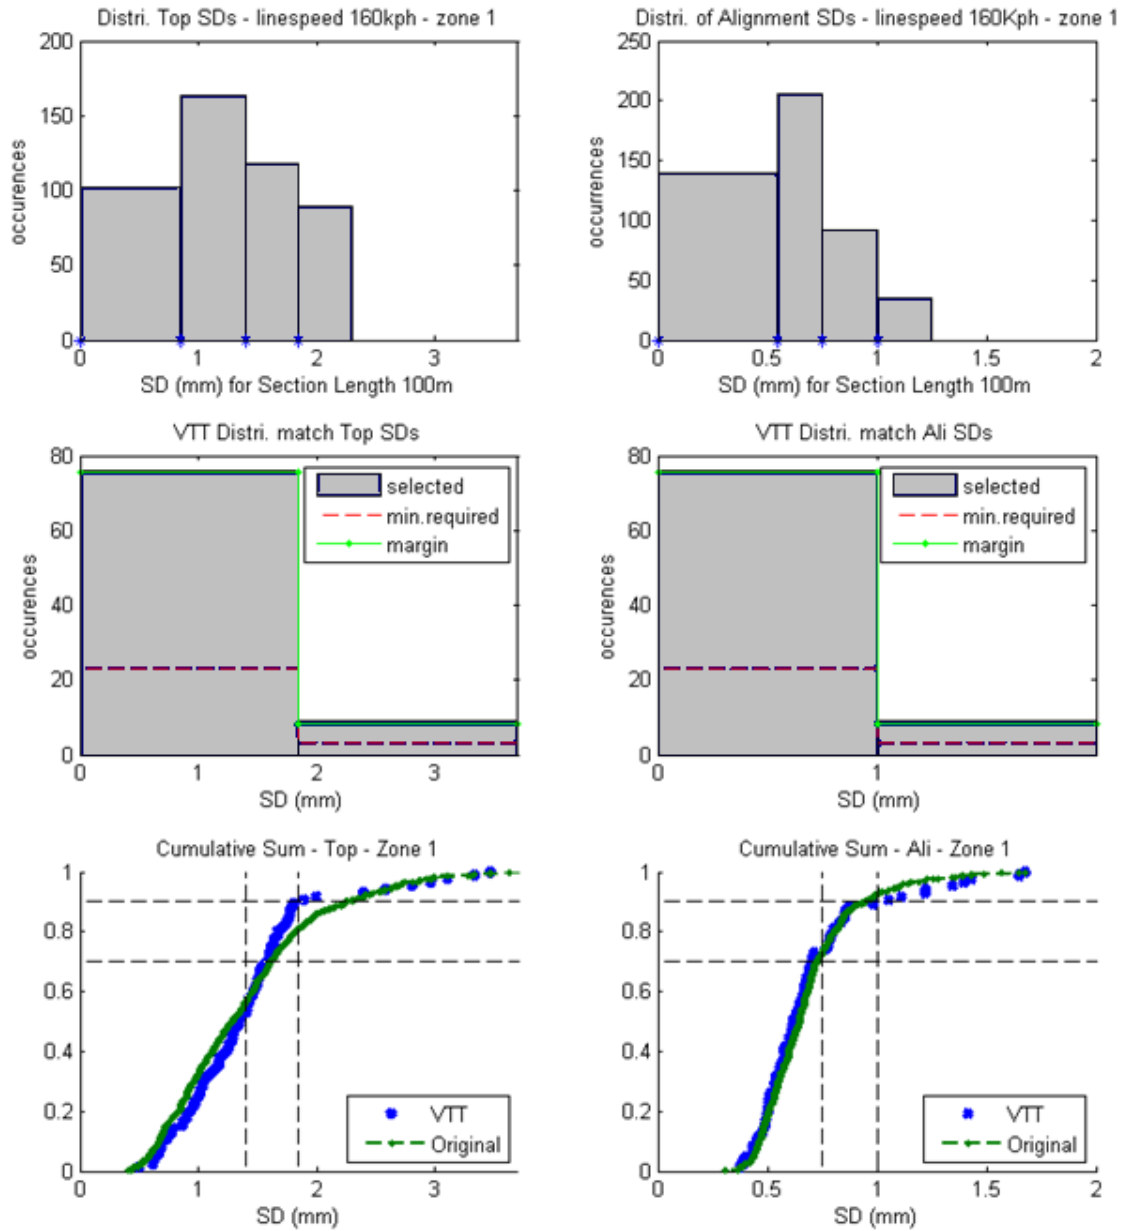 Distri. Top SDs - linespeed 160kph - zone 1
200
150
100
50
0
occurences
0 1 2 3
SD (mm) for Section Length 100m
Distri. of Alignment SDs - linespeed 160Kph - zone 1
250
200
150
100
50
0
occurrences
0 0.5 1 1.5 2
SD (mm) for Section Length 100m
VTT Distri. match Top SDs
80
60
40
20
0
occurences
selected
min.required
margin
0 1 2 3
SD (mm)
VTT Distri. match Ali SDs
80
60
40
20
0
occurences
selected
min.required
margin
0 1
SD (mm)
Cumulative Sum - Top - Zone 1
1
0.8
0.6
0.4
0.2
0
VTT
Original
0 1 2 3
SD (mm)
Cumulative Sum - Ali - Zone 1
1
0.8
0.6
0.4
0.2
0
VTT
Original
0 0.5 1 1.5 2
SD (mm)